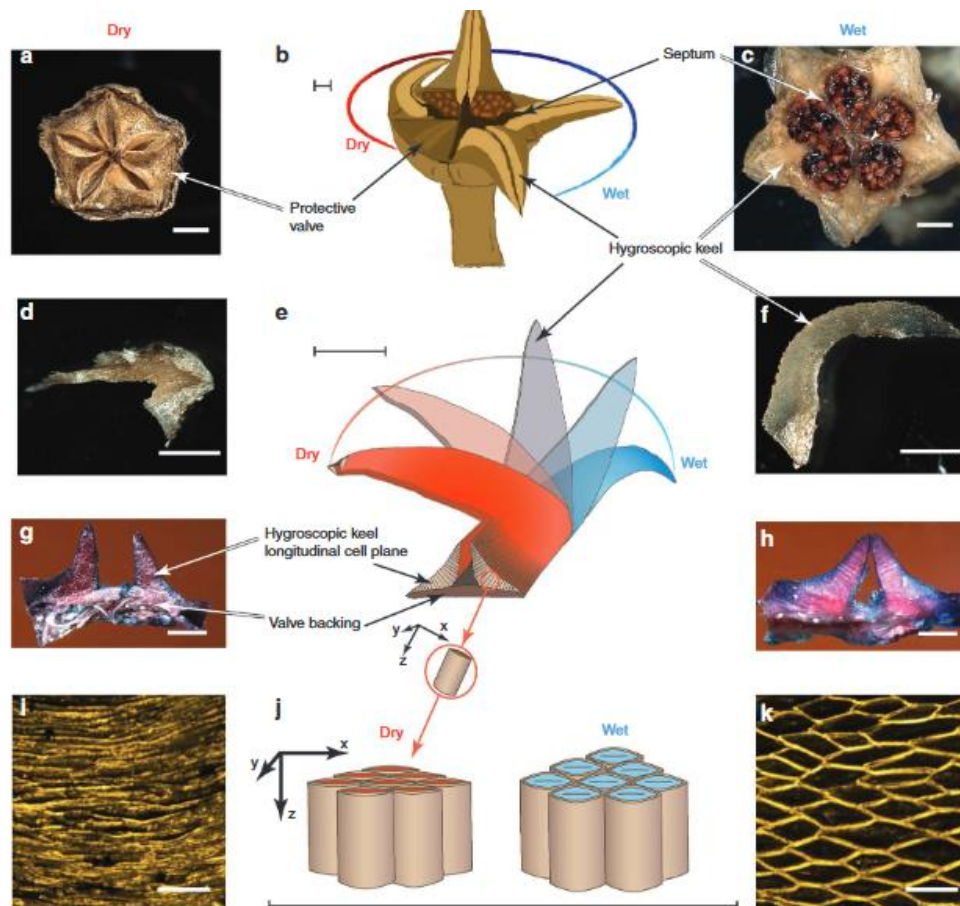 Dry
Wet
a
b
c
Septum
Dry
Wet
Protective
valve
Hygroscopic keel
d
e
f
Dry
Wet
g
Hygroscopic keel
longitudinal cell plane
h
Valve backing
y
x
z
i
j
Dry
Wet
k
x
y
z